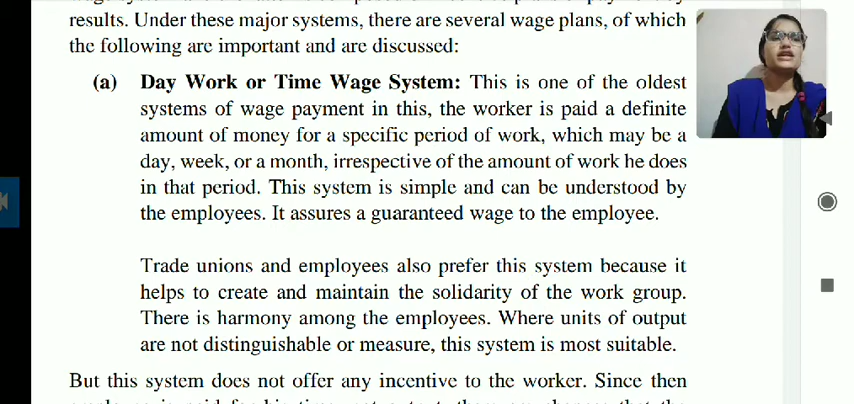 results. Under these major systems, there are several wage plans, of which
the following are important and are discussed:
(a) Day Work or Time Wage System: This is one of the oldest
systems of wage payment in this, the worker is paid a definite
amount of money for a specific period of work, which may be a
day, week, or a month, irrespective of the amount of work he does
in that period. This system is simple and can be understood by
the employees. It assures a guaranteed wage to the employee.
Trade unions and employees also prefer this system because it
helps to create and maintain the solidarity of the work group.
There is harmony among the employees. Where units of output
are not distinguishable or measure, this system is most suitable.
But this system does not offer any incentive to the worker. Since then